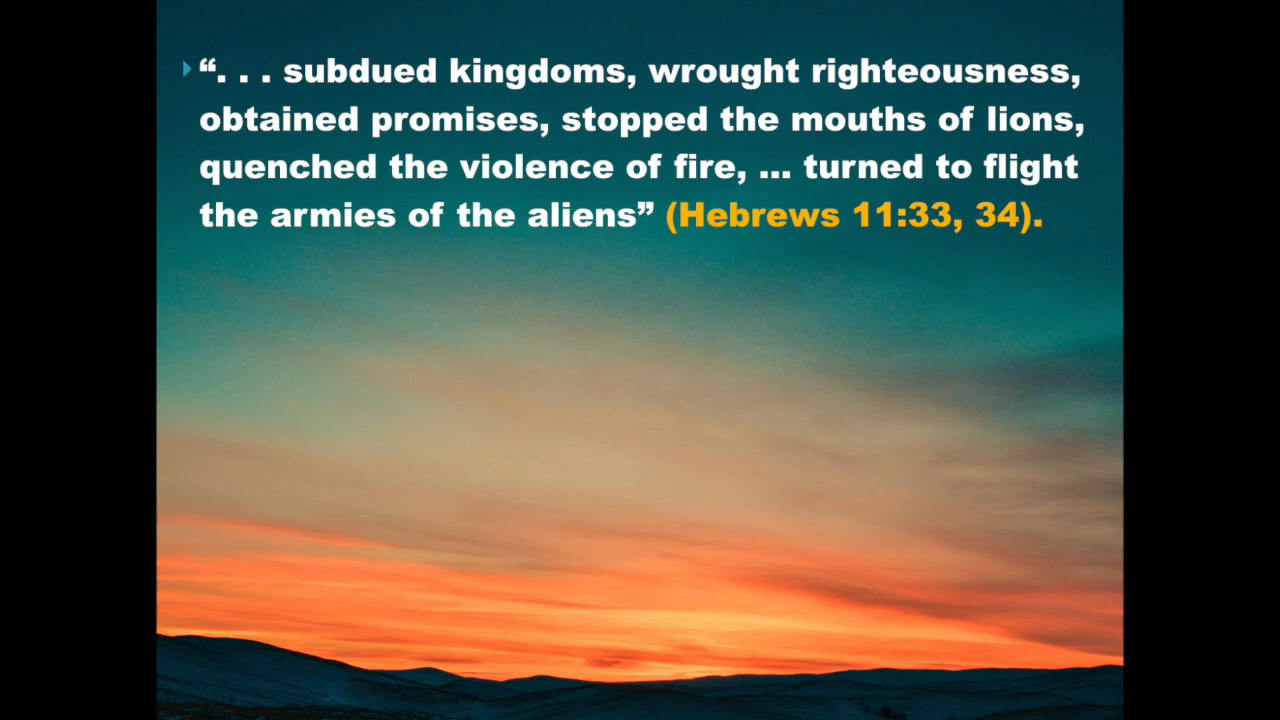 “. . . subdued kingdoms, wrought righteousness,
obtained promises, stopped the mouths of lions,
quenched the violence of fire, ... turned to flight
the armies of the aliens” (Hebrews 11:33, 34).